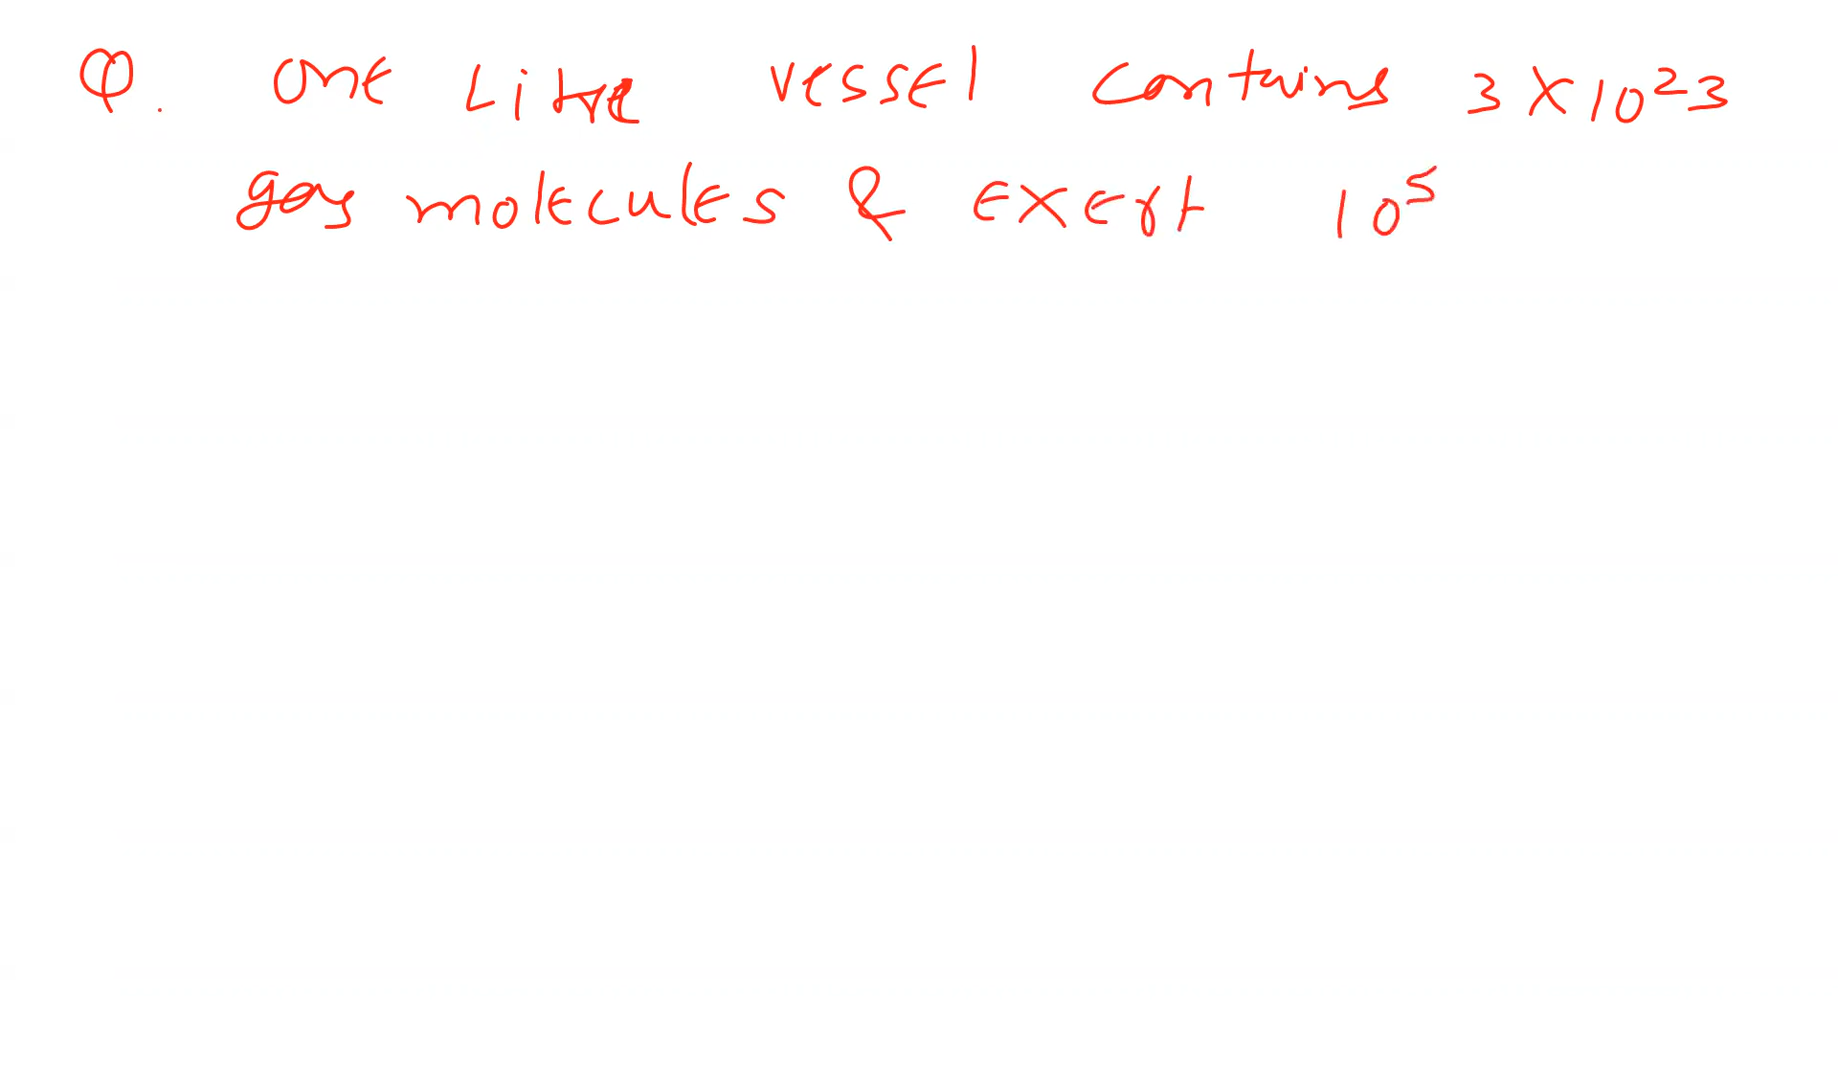 Q. One Litre vessel contains 3 X 10²³
gas molecules & exert 10⁵